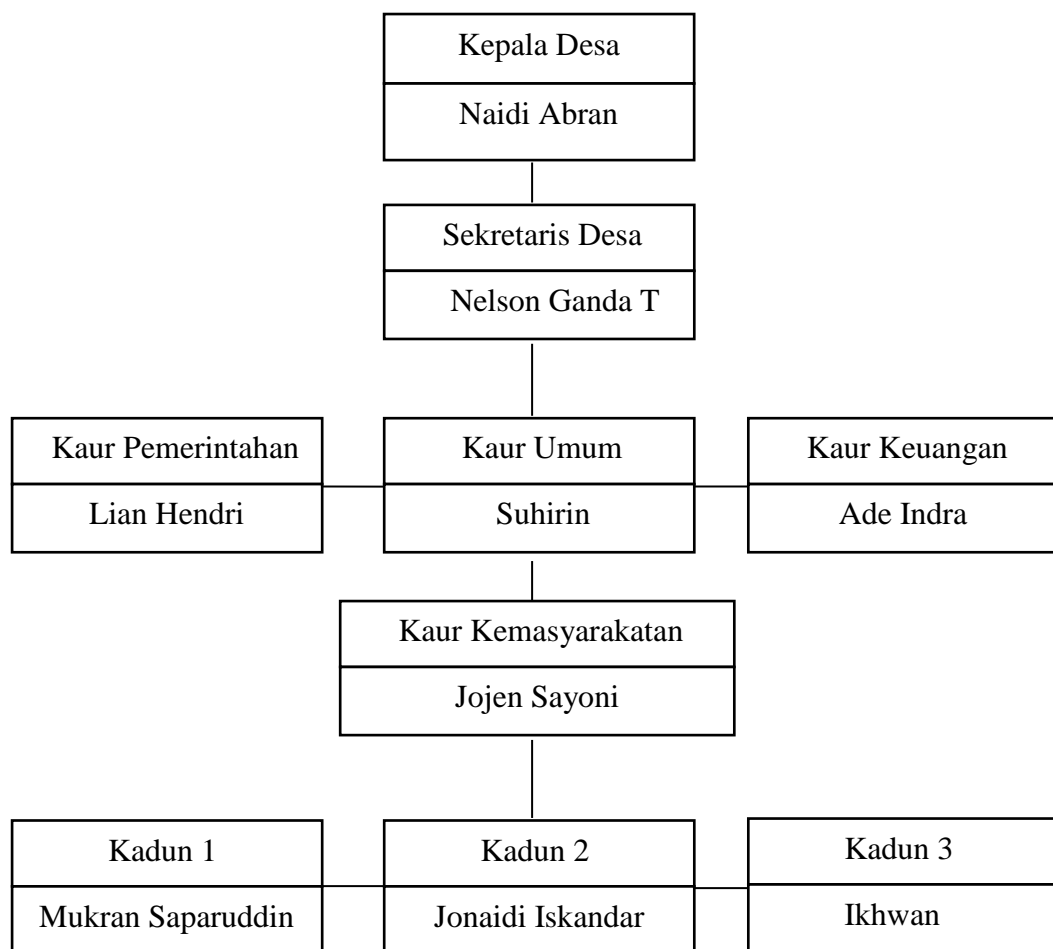 Kepala Desa
Naidi Abran
Sekretaris Desa
Nelson Ganda T
Kaur Pemerintahan
Lian Hendri
Kaur Umum
Suhirin
Kaur Keuangan
Ade Indra
Kaur Kemasyarakatan
Jojen Sayoni
Kadun 1
Mukran Saparuddin
Kadun 2
Jonaidi Iskandar
Kadun 3
Ikhwan